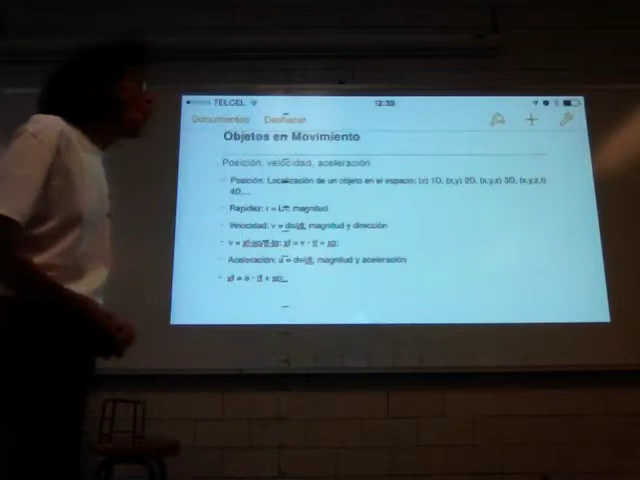 TELCEL 12:38
Documentos Deshacer
Objetos en Movimiento
Posición, velocidad, aceleración
Posición: Localización de un objeto en el espacio; (x) 1D, (x,y) 2D, (x,y,z) 3D, (x,y,z,t)
4D,...
Rapidez: r = magnitud
Velocidad: v = dx/dt, magnitud y dirección
Aceleración: a = dv/dt, magnitud y aceleración